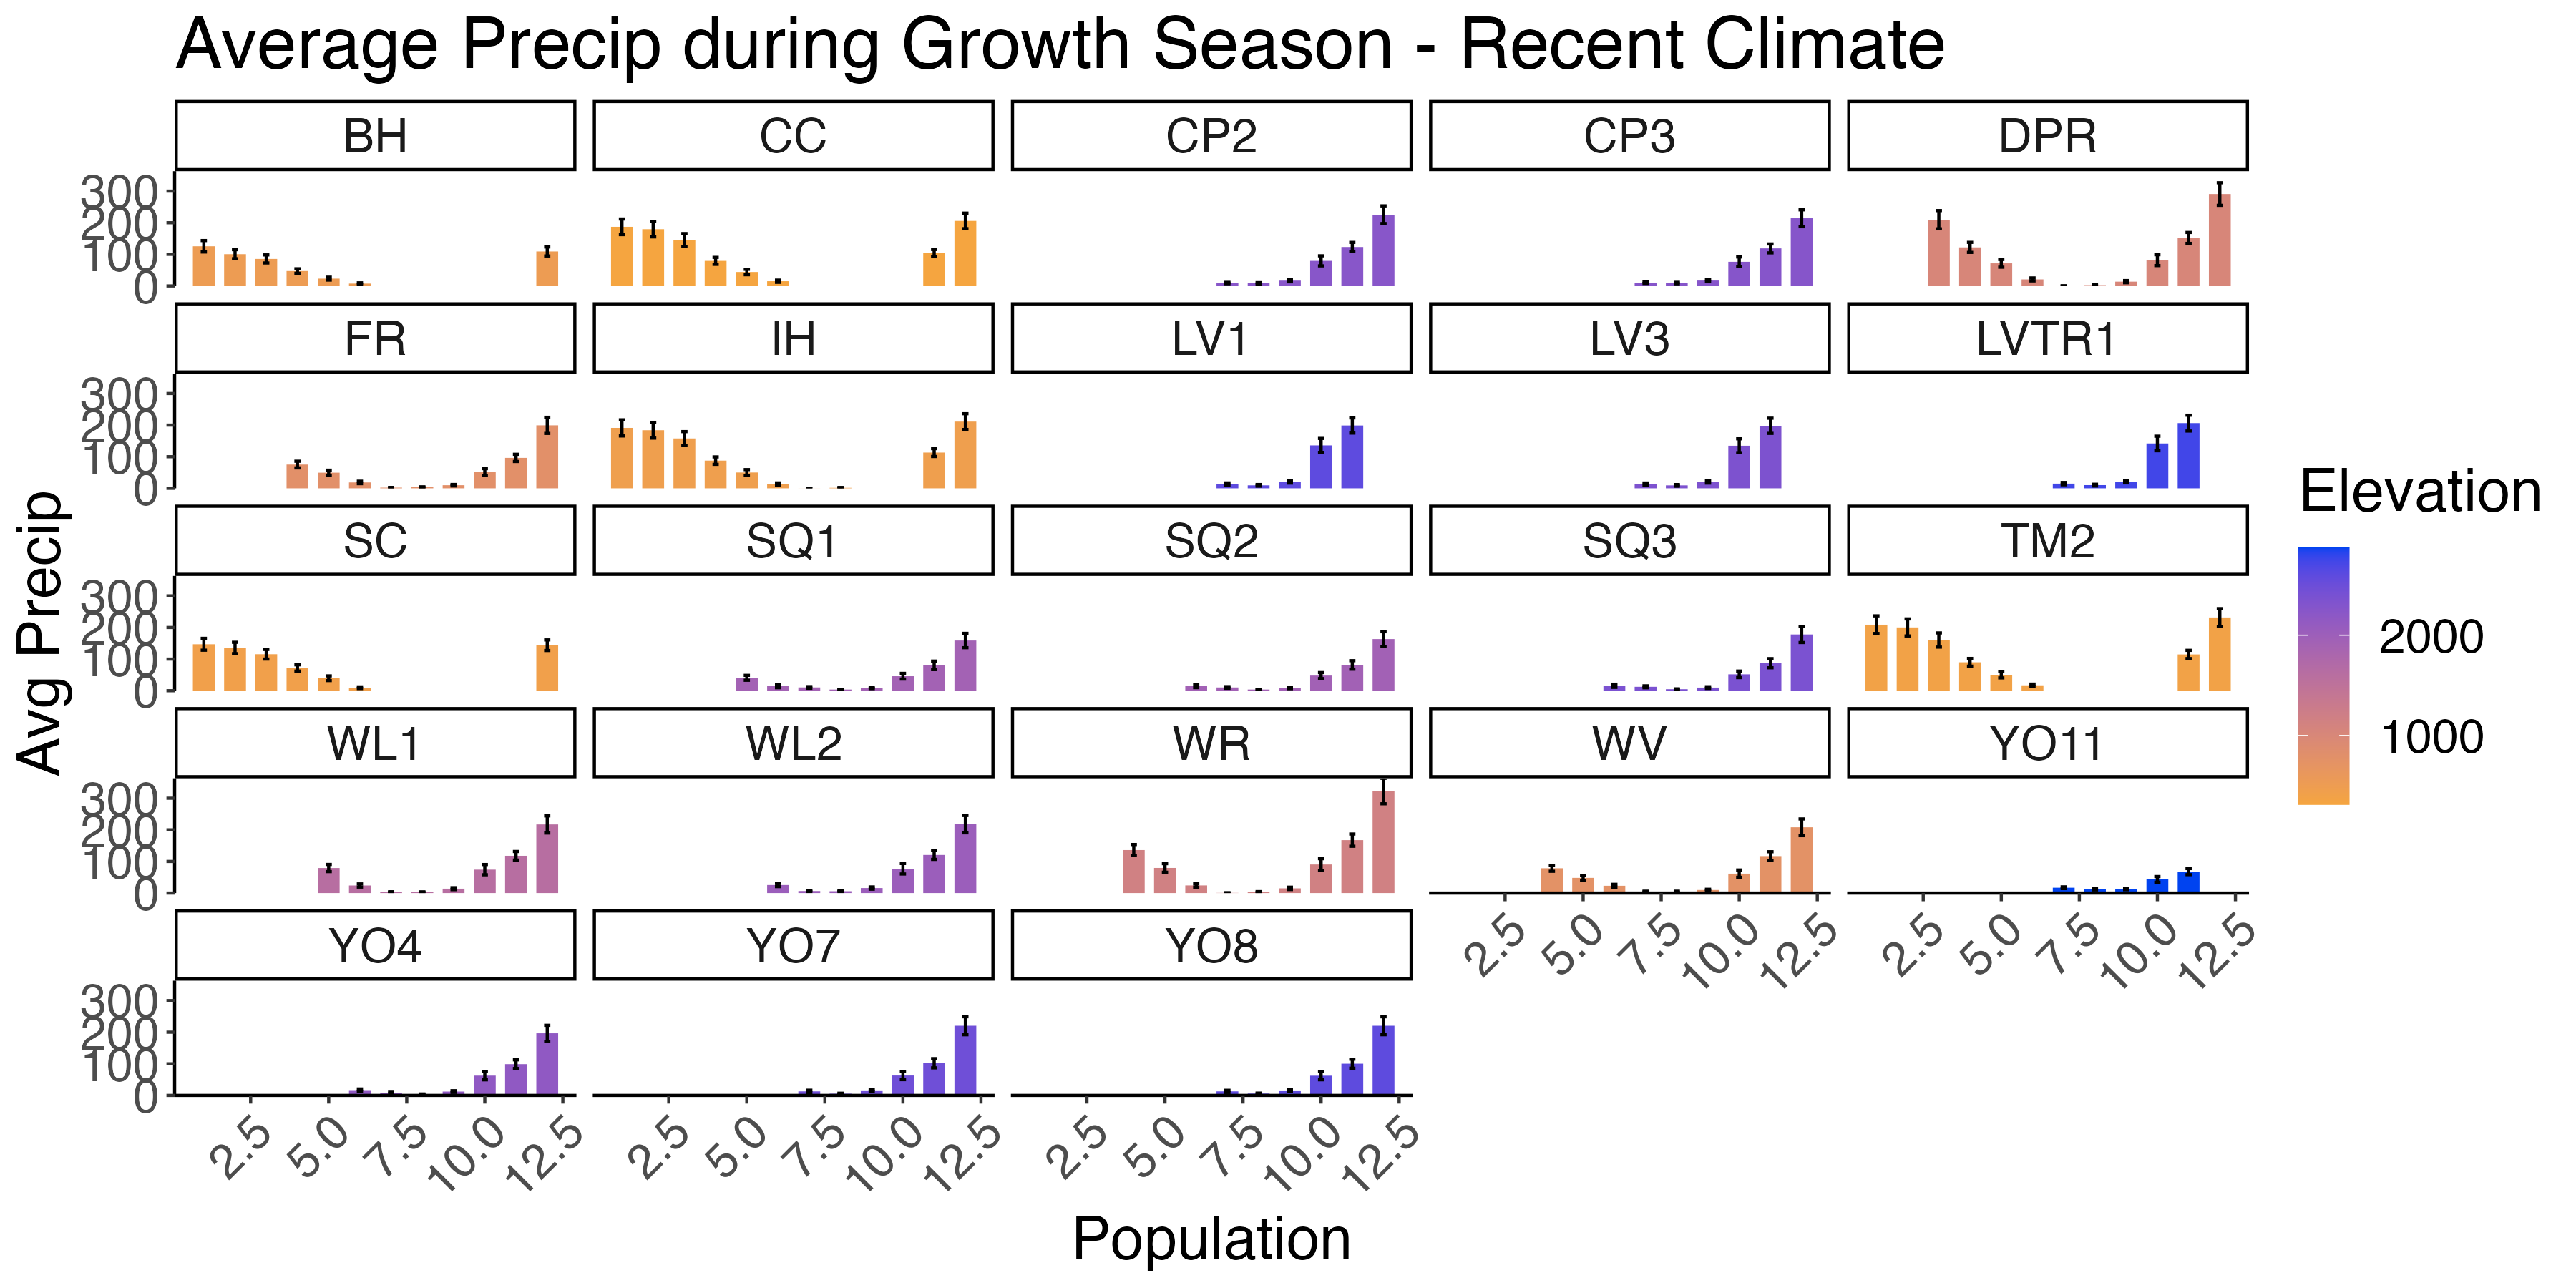 Average Precip during Growth Season - Recent Climate
BH CC CP2 CP3 DPR
300
200
100
0
FR IH LV1 LV3 LVTR1
300
200
100
0
SC SQ1 SQ2 SQ3 TM2
300
200
100
0
WL1 WL2 WR WV YO11
300
200
100
0
2.5 5.0 7.5 10.0 12.5 2.5 5.0 7.5 10.0 12.5
YO4 YO7 YO8
300
200
100
0
2.5 5.0 7.5 10.0 12.5 2.5 5.0 7.5 10.0 12.5 2.5 5.0 7.5 10.0 12.5
Population
Avg Precip
Elevation
2000
1000